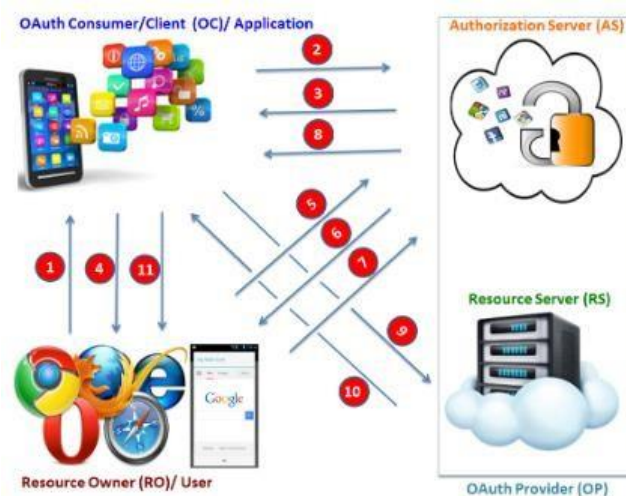 OAuth Consumer/Client (OC)/ Application
Authorization Server (AS)
2
3
8
5
6
7
1
4
11
9
10
Resource Server (RS)
Google
Resource Owner (RO)/ User
OAuth Provider (OP)